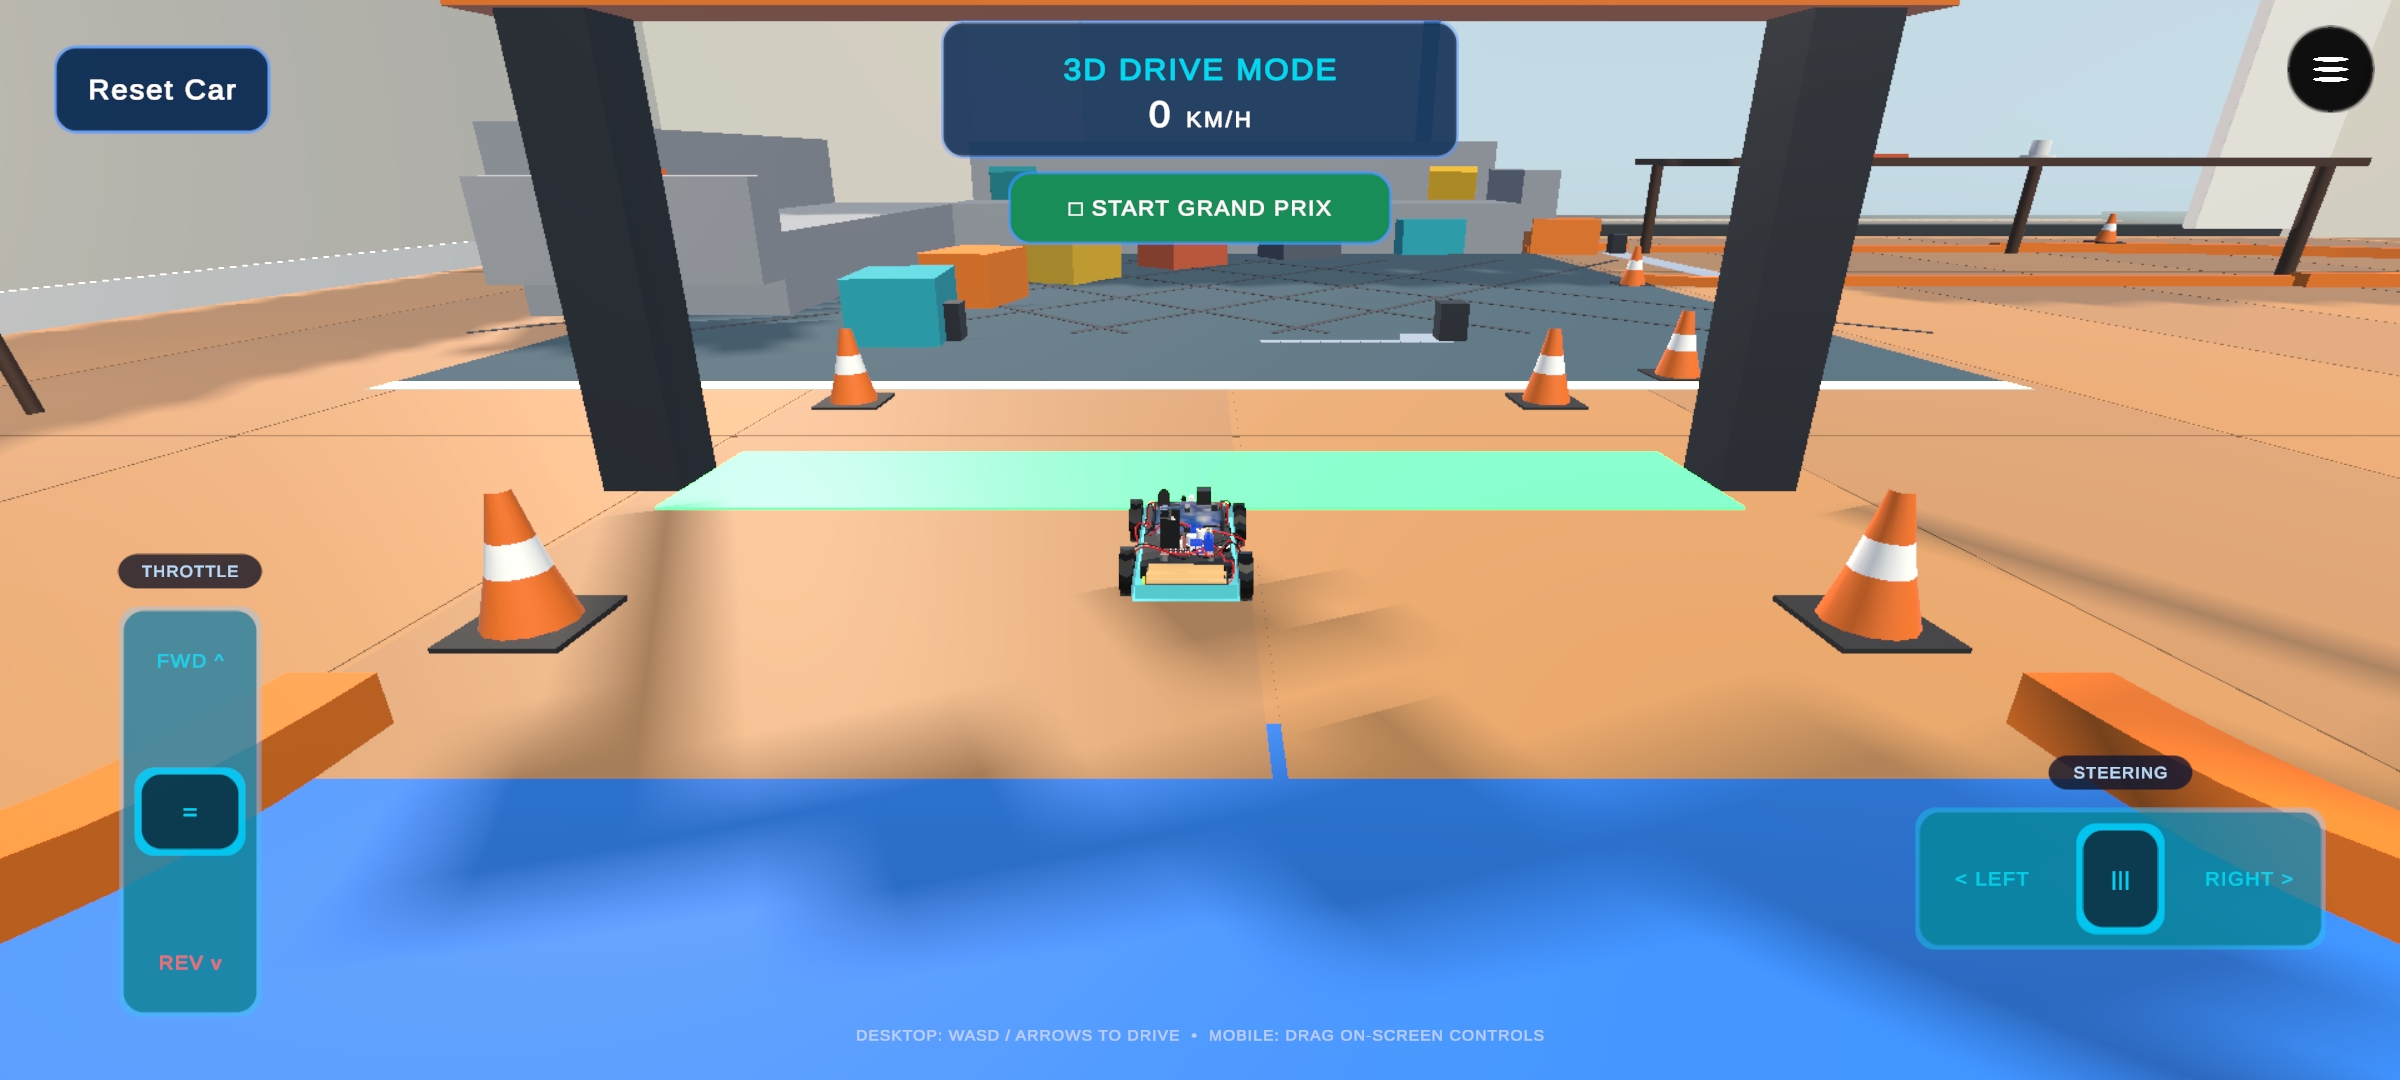 Reset Car
3D DRIVE MODE
0 KM/H
START GRAND PRIX
THROTTLE
FWD ^
=
REV v
STEERING
< LEFT
|||
RIGHT >
DESKTOP: WASD / ARROWS TO DRIVE • MOBILE: DRAG ON-SCREEN CONTROLS